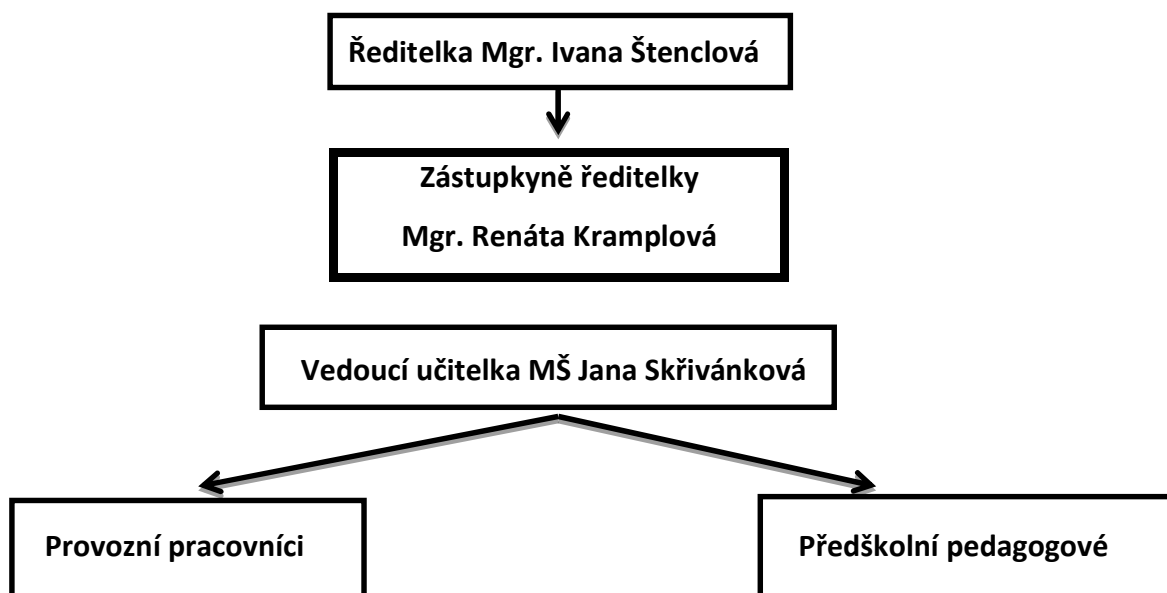 Ředitelka Mgr. Ivana Štenclová
Zástupkyně ředitelky
Mgr. Renáta Kramplová
Vedoucí učitelka MŠ Jana Skřivánková
Provozní pracovníci
Předškolní pedagogové